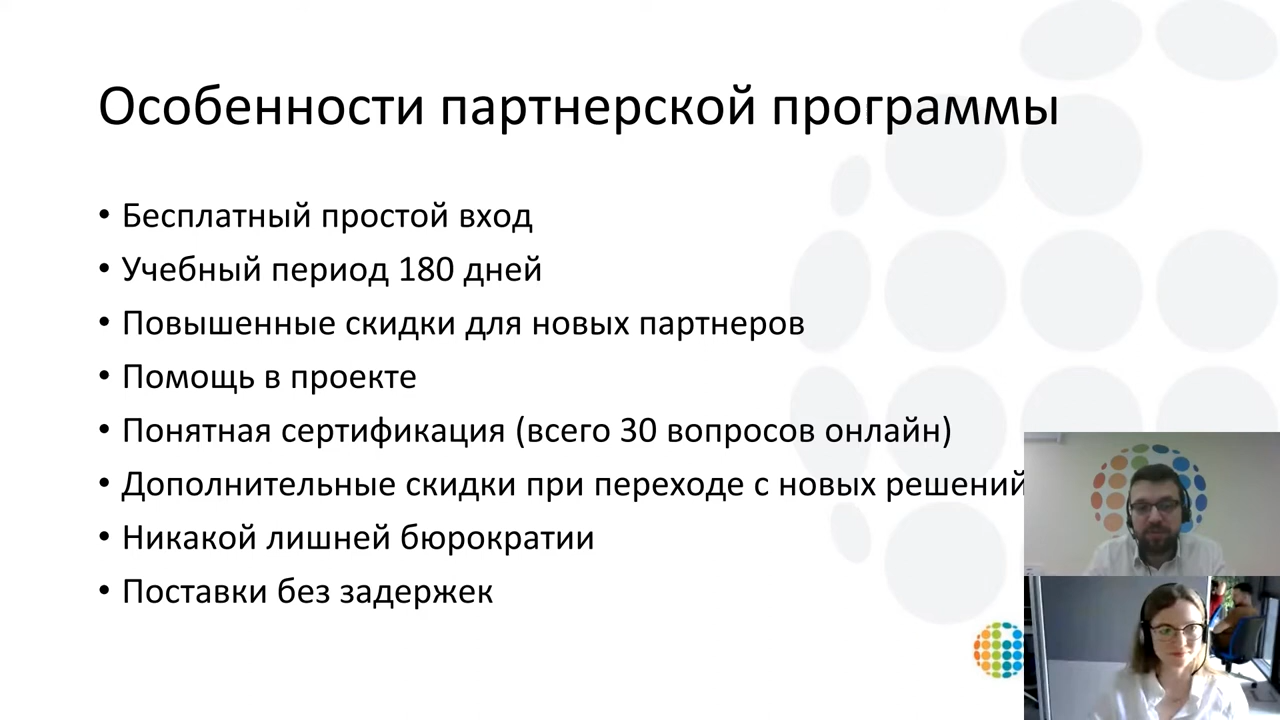 Особенности партнерской программы
• Бесплатный простой вход
• Учебный период 180 дней
• Повышенные скидки для новых партнеров
• Помощь в проекте
• Понятная сертификация (всего 30 вопросов онлайн)
• Дополнительные скидки при переходе с новых решений
• Никакой лишней бюрократии
• Поставки без задержек